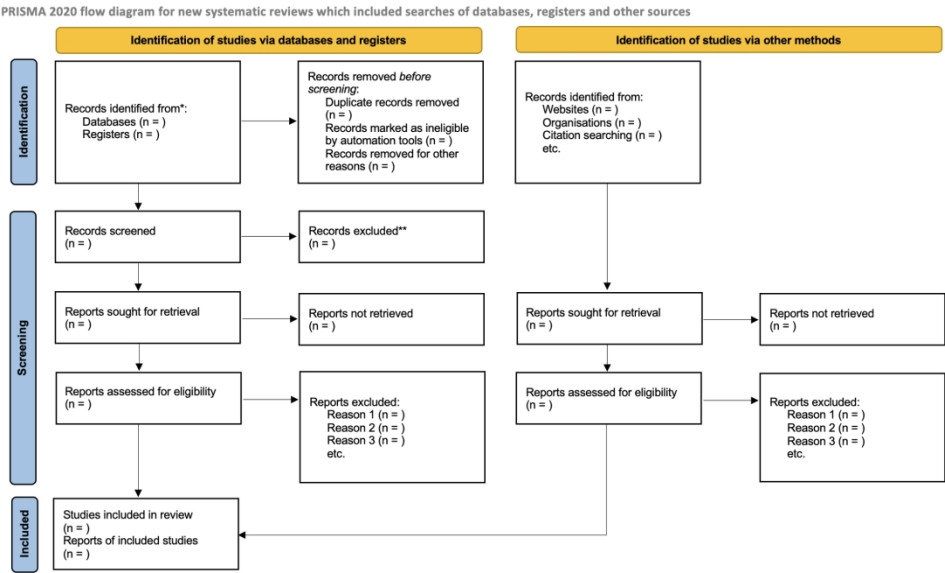 PRISMA 2020 flow diagram for new systematic reviews which included searches of databases, registers and other sources
Identification of studies via databases and registers
Identification of studies via other methods
Identification
Records identified from*:
Databases (n = )
Registers (n = )
Records removed before
screening:
Duplicate records removed
(n = )
Records marked as ineligible
by automation tools (n = )
Records removed for other
reasons (n = )
Records identified from:
Websites (n = )
Organisations (n = )
Citation searching (n = )
etc.
Screening
Records screened
(n = )
Records excluded**
(n = )
Reports sought for retrieval
(n = )
Reports not retrieved
(n = )
Reports sought for retrieval
(n = )
Reports not retrieved
(n = )
Reports assessed for eligibility
(n = )
Reports excluded:
Reason 1 (n = )
Reason 2 (n = )
Reason 3 (n = )
etc.
Reports assessed for eligibility
(n = )
Reports excluded:
Reason 1 (n = )
Reason 2 (n = )
Reason 3 (n = )
etc.
Included
Studies included in review
(n = )
Reports of included studies
(n = )